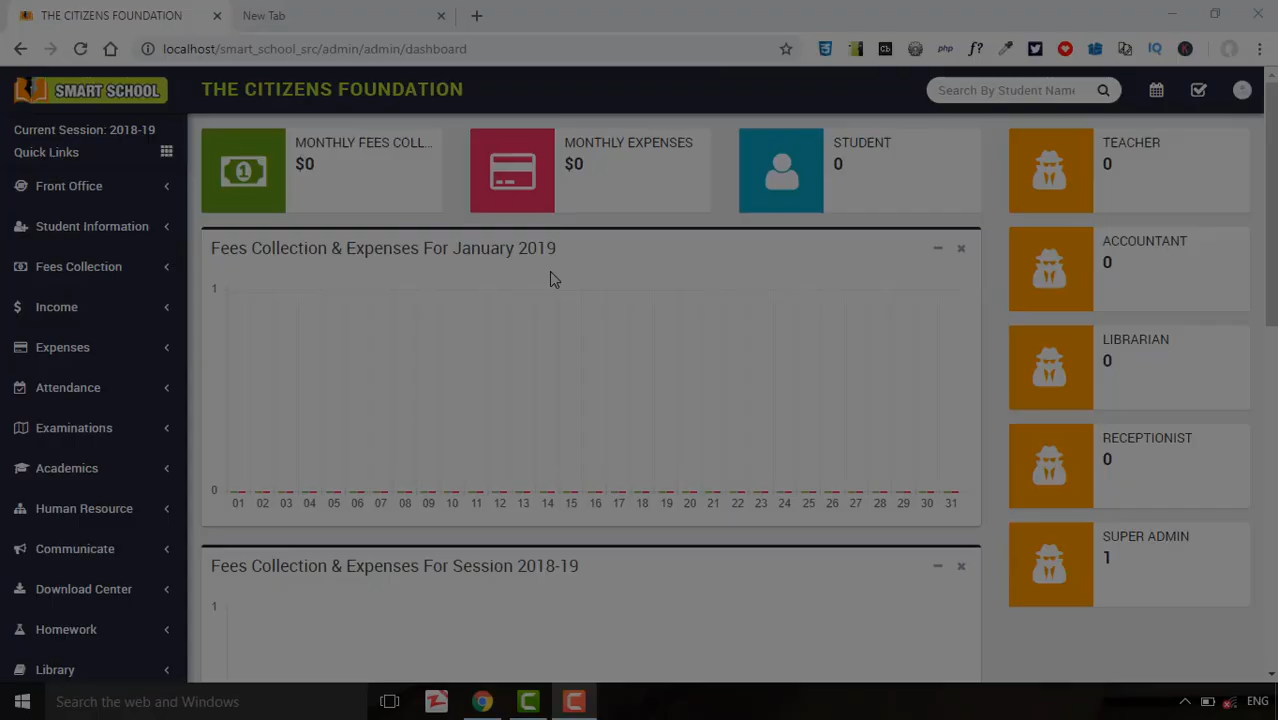 THE CITIZENS FOUNDATION
New Tab
localhost/smart_school_src/admin/admin/dashboard
SMART SCHOOL
THE CITIZENS FOUNDATION
Search By Student Name
Current Session: 2018-19
Quick Links
Front Office
Student Information
Fees Collection
Income
Expenses
Attendance
Examinations
Academics
Human Resource
Communicate
Download Center
Homework
Library
MONTHLY FEES COLL...
$0
MONTHLY EXPENSES
$0
STUDENT
0
TEACHER
0
ACCOUNTANT
0
LIBRARIAN
0
RECEPTIONIST
0
SUPER ADMIN
1
Fees Collection & Expenses For January 2019
1
0
01 02 03 04 05 06 07 08 09 10 11 12 13 14 15 16 17 18 19 20 21 22 23 24 25 26 27 28 29 30 31
Fees Collection & Expenses For Session 2018-19
1
Search the web and Windows
ENG